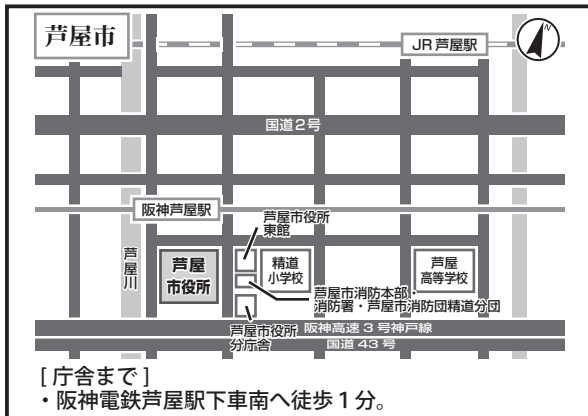 芦屋市
JR 芦屋駅
N
国道2号
阪神芦屋駅
芦屋市役所
東館
芦屋川
芦屋
市役所
精道
小学校
芦屋
高等学校
芦屋市消防本部・
消防署・芦屋市消防団精道分団
芦屋市役所
分庁舎
阪神高速 3 号神戸線
国道 43 号
[ 庁舎まで ]
・阪神電鉄芦屋駅下車南へ徒歩 1 分。